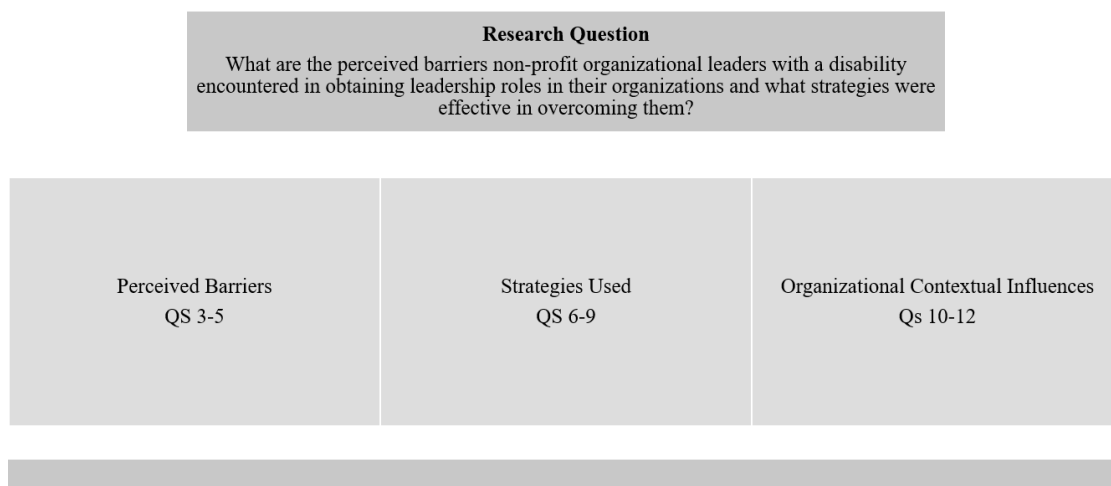 Research Question
What are the perceived barriers non-profit organizational leaders with a disability
encountered in obtaining leadership roles in their organizations and what strategies were
effective in overcoming them?
Perceived Barriers
QS 3-5
Strategies Used
QS 6-9
Organizational Contextual Influences
Qs 10-12